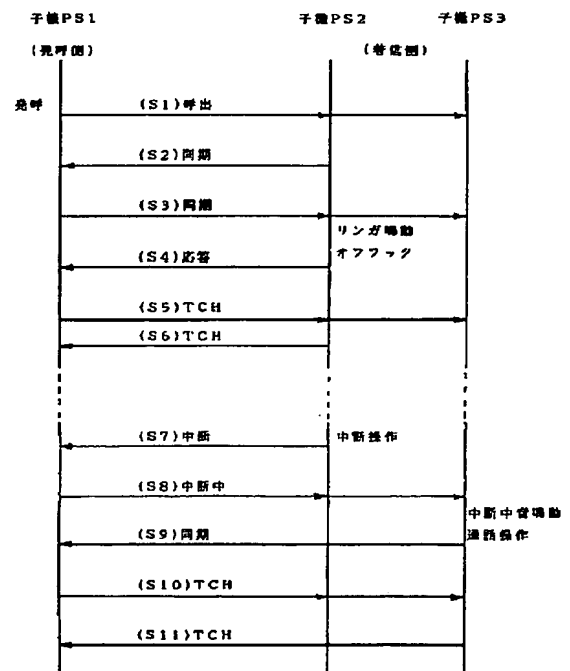 子機PS1
子機PS2
子機PS3
(発呼側)
(着信側)
発呼
(S1)呼出
(S2)同期
(S3)同期
リンガ鳴動
オフフック
(S4)応答
(S5)TCH
(S6)TCH
(S7)中断
中断操作
(S8)中断中
中断中音鳴動
(S9)同期
通話操作
(S10)TCH
(S11)TCH